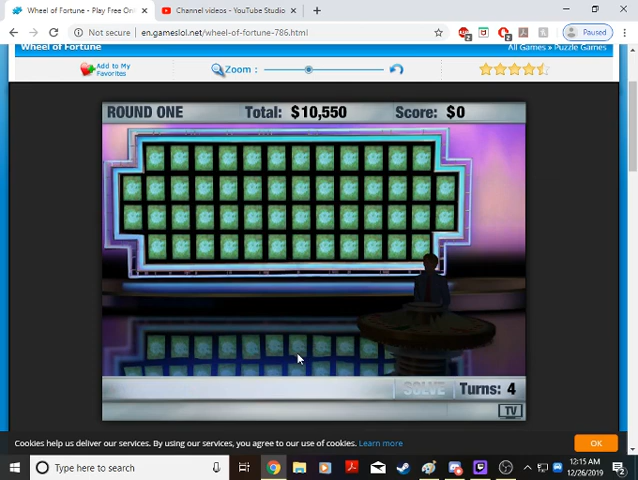 Wheel of Fortune - Play Free Onl
Channel videos - YouTube Studio
Not secure | en.gameslol.net/wheel-of-fortune-786.html
Paused
Wheel of Fortune
All Games » Puzzle Games
Add to My
Favorites
Zoom :
ROUND ONE Total: $10,550 Score: $0
SOLVE Turns: 4
TV
Cookies help us deliver our services. By using our services, you agree to our use of cookies. Learn more
OK
Type here to search
12:15 AM
12/26/2019